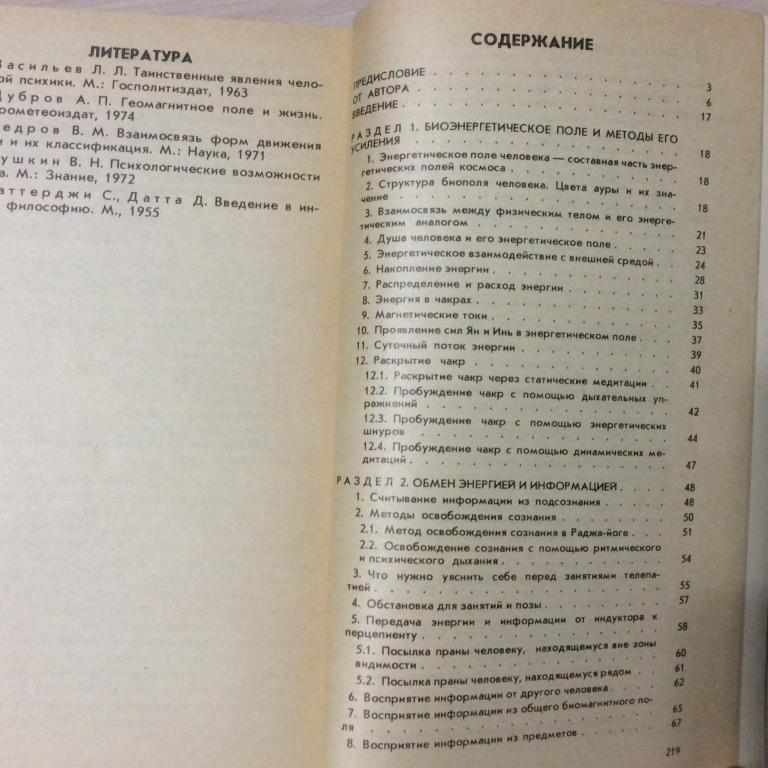 ЛИТЕРАТУРА
Васильев Л. Л. Таинственные явления чело-
ой психики. М.: Госполитиздат, 1963
Дубров А. П. Геомагнитное поле и жизнь.
рометеоиздат, 1974
едров В. М. Взаимосвязь форм движения
и и их классификация. М.: Наука, 1971
ушкин В. Н. Психологические возможности
а. М.: Знание, 1972
аттерджи С., Датта Д. Введение в ин-
философию. М., 1955
СОДЕРЖАНИЕ
ПРЕДИСЛОВИЕ . . . 3
ОТ АВТОРА . . . 6
ВВЕДЕНИЕ . . . 17
РАЗДЕЛ 1. БИОЭНЕРГЕТИЧЕСКОЕ ПОЛЕ И МЕТОДЫ ЕГО
УСИЛЕНИЯ . . . 18
1. Энергетическое поле человека — составная часть энер-
гетических полей космоса . . . 18
2. Структура биополя человека. Цвета ауры и их зна-
чение . . . 18
3. Взаимосвязь между физическим телом и его энерге-
тическим аналогом . . . 21
4. Душа человека и его энергетическое поле . . . 23
5. Энергетическое взаимодействие с внешней средой . . . 24
6. Накопление энергии . . . 28
7. Распределение и расход энергии . . . 31
8. Энергия в чакрах . . . 33
9. Магнетические токи . . . 35
10. Проявление сил Ян и Инь в энергетическом поле . . . 37
11. Суточный поток энергии . . . 39
12. Раскрытие чакр . . . 40
12.1. Раскрытие чакр через статические медитации . . . 41
12.2. Пробуждение чакр с помощью дыхательных уп-
ражнений . . . 42
12.3. Пробуждение чакр с помощью энергетических
шнуров . . . 44
12.4. Пробуждение чакр с помощью динамических ме-
дитаций . . . 47
РАЗДЕЛ 2. ОБМЕН ЭНЕРГИЕЙ И ИНФОРМАЦИЕЙ . . . 48
1. Считывание информации из подсознания . . . 48
2. Методы освобождения сознания . . . 50
2.1. Метод освобождения сознания в Раджа-йоге . . . 51
2.2. Освобождение сознания с помощью ритмического
и психического дыхания . . . 54
3. Что нужно уяснить себе перед занятиями телепа-
тией . . . 55
4. Обстановка для занятий и позы . . . 57
5. Передача энергии и информации от индуктора к
перцепиенту . . . 58
5.1. Посылка праны человеку, находящемуся вне зоны
видимости . . . 60
5.2. Посылка праны человеку, находящемуся рядом . . . 61
6. Восприятие информации от другого человека . . . 62
7. Восприятие информации из общего биомагнитного по-
ля . . . 65
8. Восприятие информации из предметов . . . 67
219